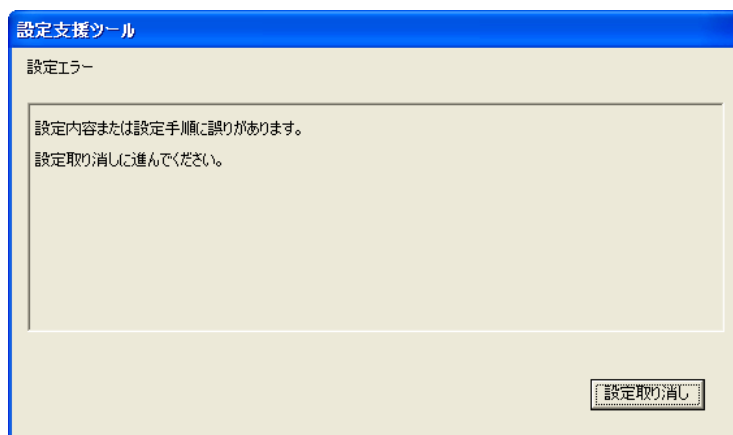 設定支援ツール
設定エラー
設定内容または設定手順に誤りがあります。
設定取り消しに進んでください。
設定取り消し